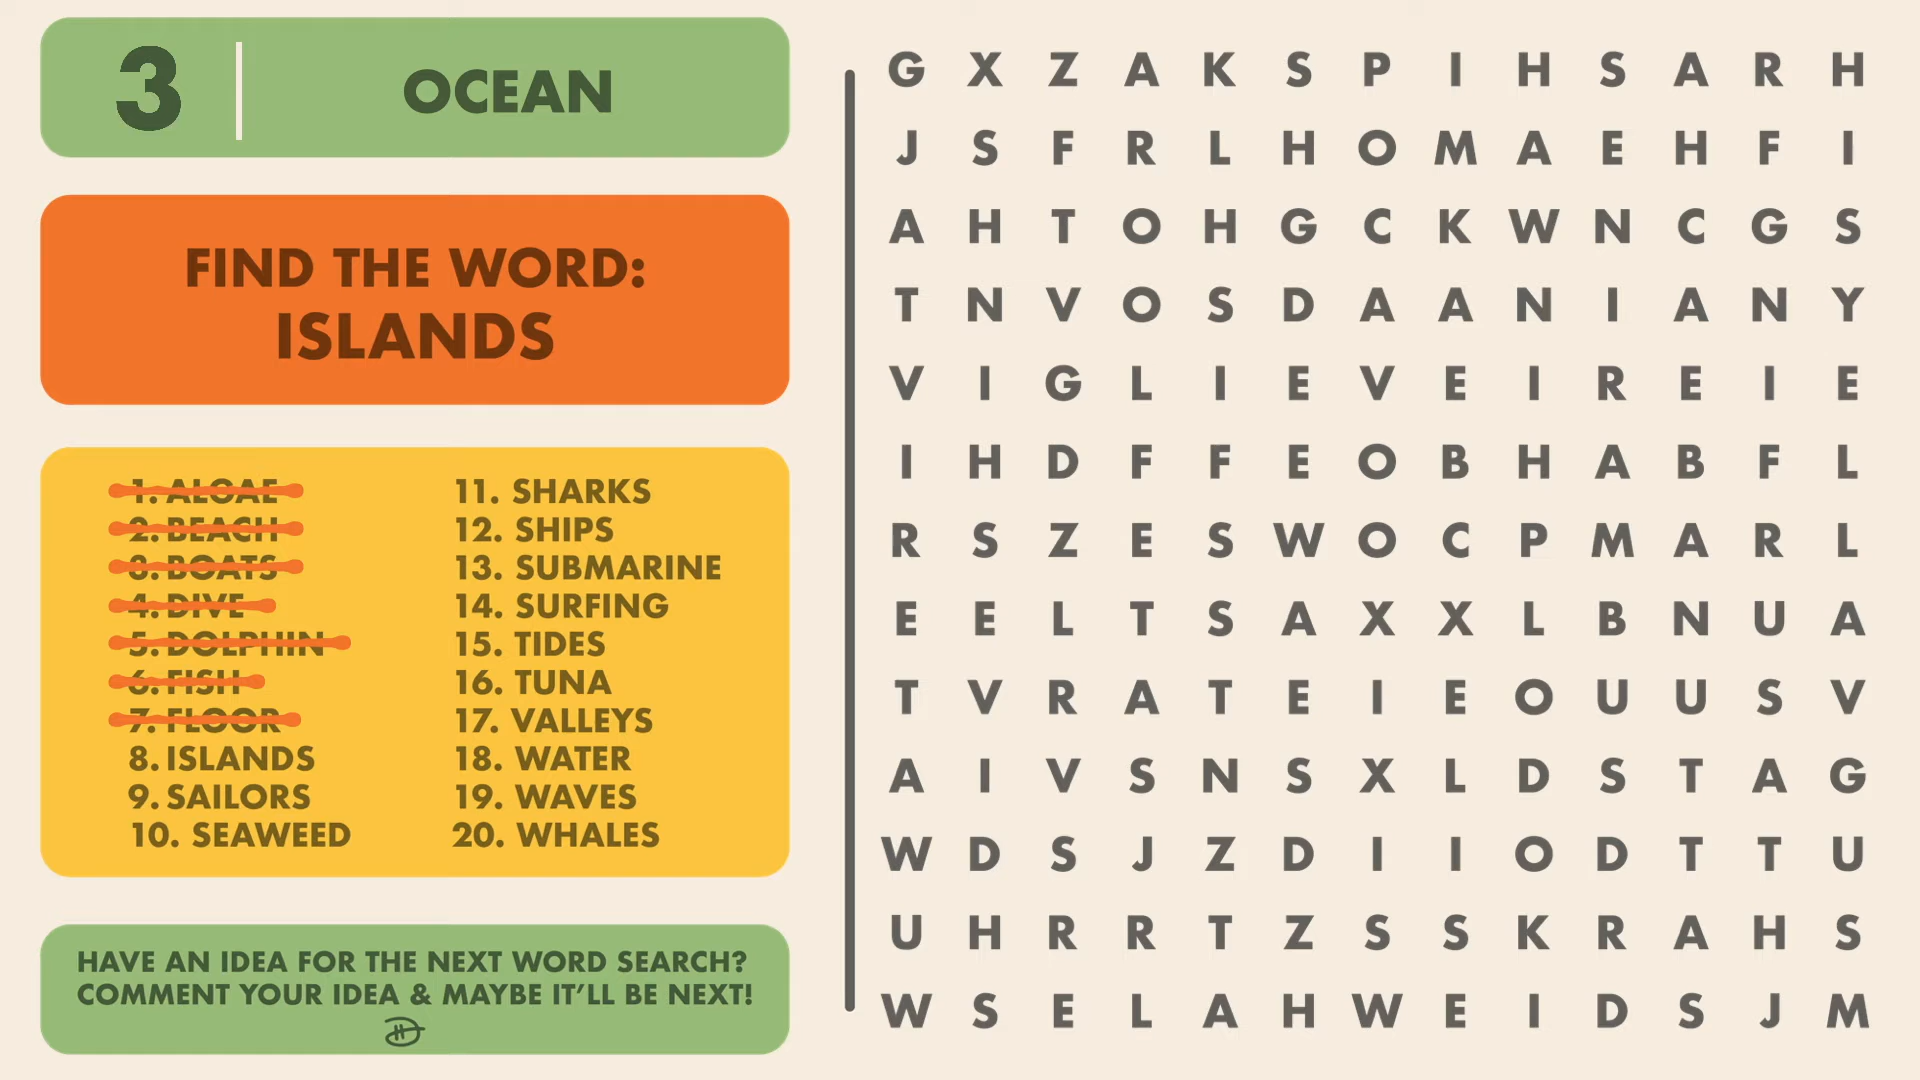 3 | OCEAN
FIND THE WORD:
ISLANDS
1. ALGAE
2. BEACH
3. BOATS
4. DIVE
5. DOLPHIN
6. FISH
7. FLOOR
8. ISLANDS
9. SAILORS
10. SEAWEED
11. SHARKS
12. SHIPS
13. SUBMARINE
14. SURFING
15. TIDES
16. TUNA
17. VALLEYS
18. WATER
19. WAVES
20. WHALES
HAVE AN IDEA FOR THE NEXT WORD SEARCH?
COMMENT YOUR IDEA & MAYBE IT'LL BE NEXT!
G X Z A K S P I H S A R H
J S F R L H O M A E H F I
A H T O H G C K W N C G S
T N V O S D A A N I A N Y
V I G L I E V E I R E I E
I H D F F E O B H A B F L
R S Z E S W O C P M A R L
E E L T S A X X L B N U A
T V R A T E I E O U U S V
A I V S N S X L D S T A G
W D S J Z D I I O D T T U
U H R R T Z S S K R A H S
W S E L A H W E I D S J M